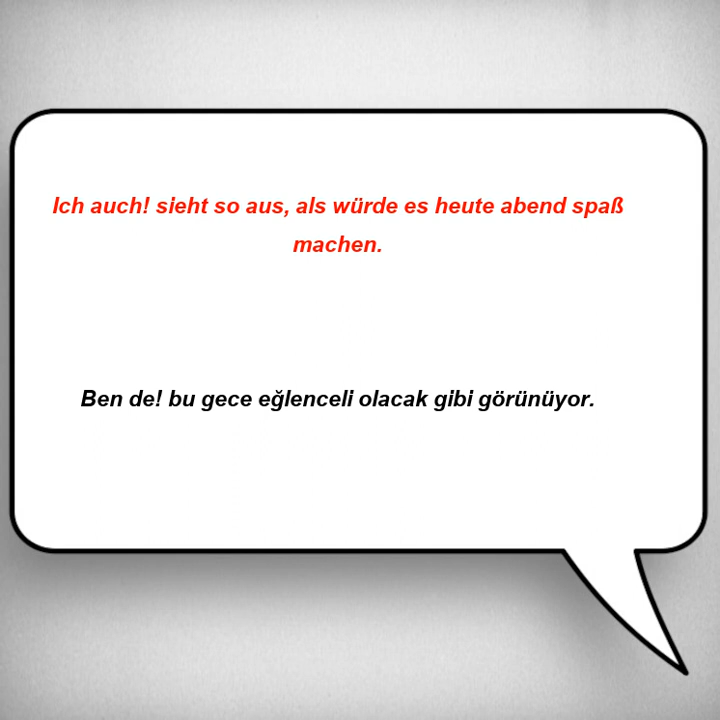 Ich auch! sieht so aus, als würde es heute abend spaß
machen.
Ben de! bu gece eğlenceli olacak gibi görünüyor.